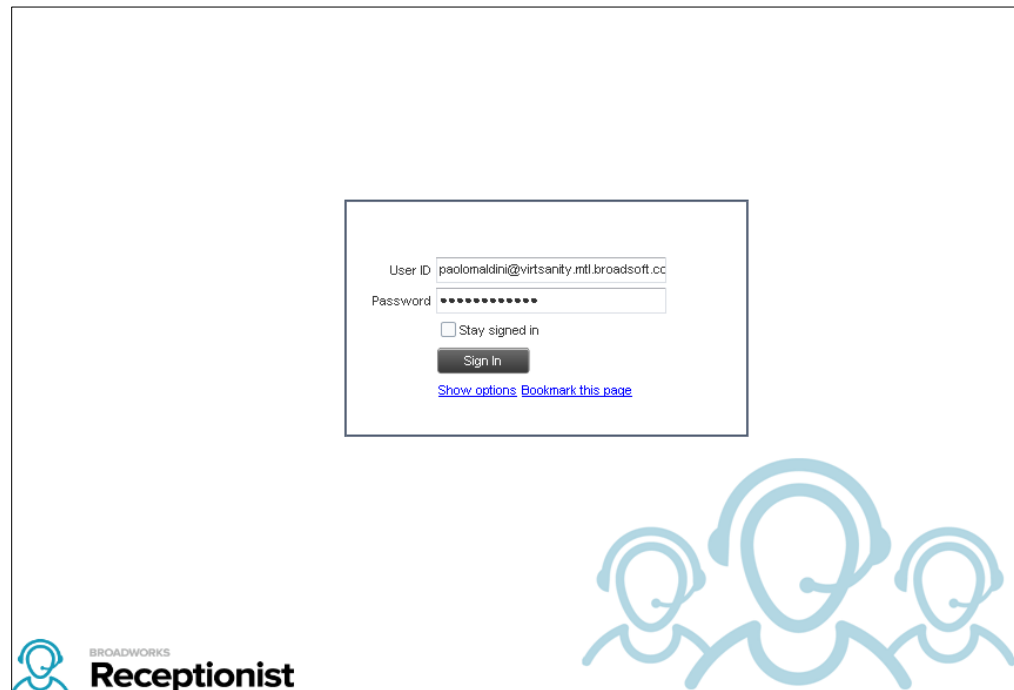 User ID paolomaldini@virtsanity.mtl.broadsoft.cc
Password ••••••••••••
Stay signed in
Sign In
Show options Bookmark this page
BROADWORKS
Receptionist